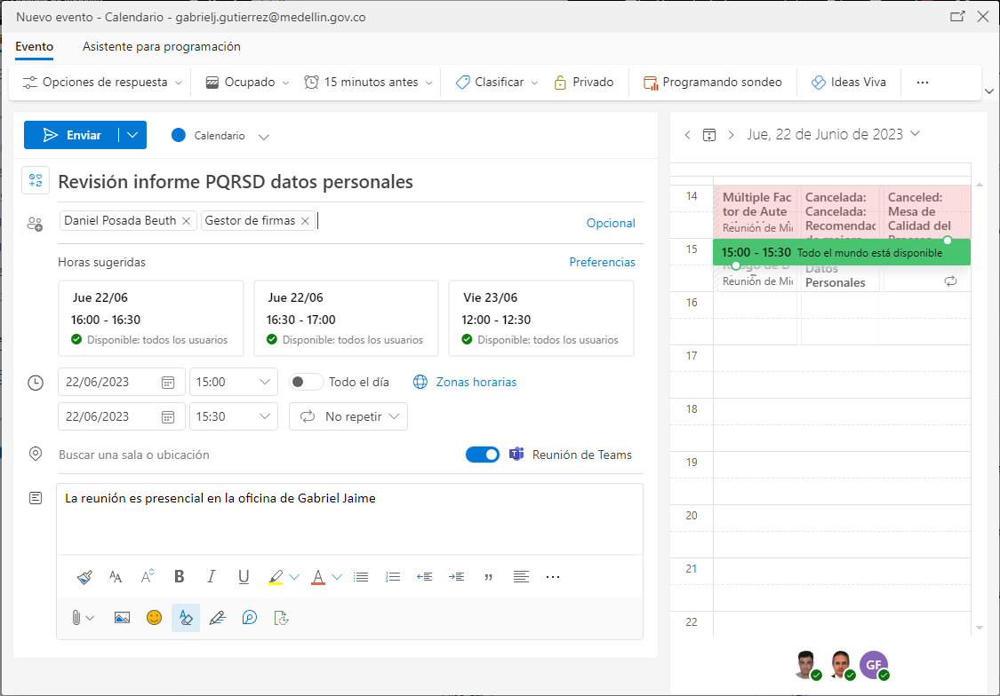 Nuevo evento - Calendario - gabrielj.gutierrez@medellin.gov.co
Evento
Asistente para programación
Opciones de respuesta
Ocupado
15 minutos antes
Clasificar
Privado
Programando sondeo
Ideas Viva
Enviar
Calendario
Revisión informe PQRSD datos personales
Daniel Posada Beuth
Gestor de firmas
Opcional
Horas sugeridas
Preferencias
Jue 22/06
16:00 - 16:30
Disponible: todos los usuarios
Jue 22/06
16:30 - 17:00
Disponible: todos los usuarios
Vie 23/06
12:00 - 12:30
Disponible: todos los usuarios
22/06/2023
15:00
Todo el día
Zonas horarias
22/06/2023
15:30
No repetir
Buscar una sala o ubicación
Reunión de Teams
La reunión es presencial en la oficina de Gabriel Jaime
Jue, 22 de Junio de 2023
14
Múltiple Fac
tor de Aute
Reunión de Mic
Cancelada:
Cancelada:
Recomendac
Canceled:
Mesa de
Calidad del
15
15:00 - 15:30 Todo el mundo está disponible
Reunión de Mic
Datos
Personales
16
17
18
19
20
21
22
GF